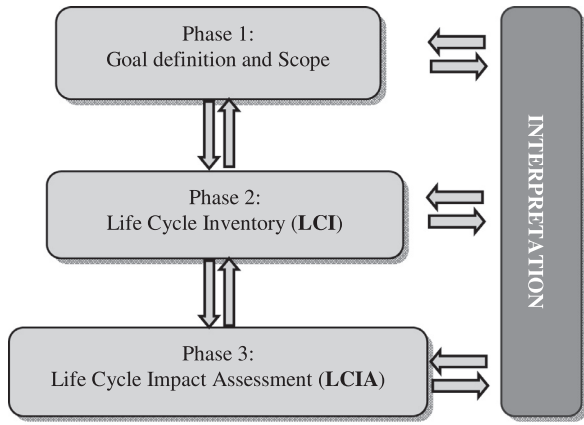 Phase 1:
Goal definition and Scope
Phase 2:
Life Cycle Inventory (LCI)
Phase 3:
Life Cycle Impact Assessment (LCIA)
INTERPRETATION